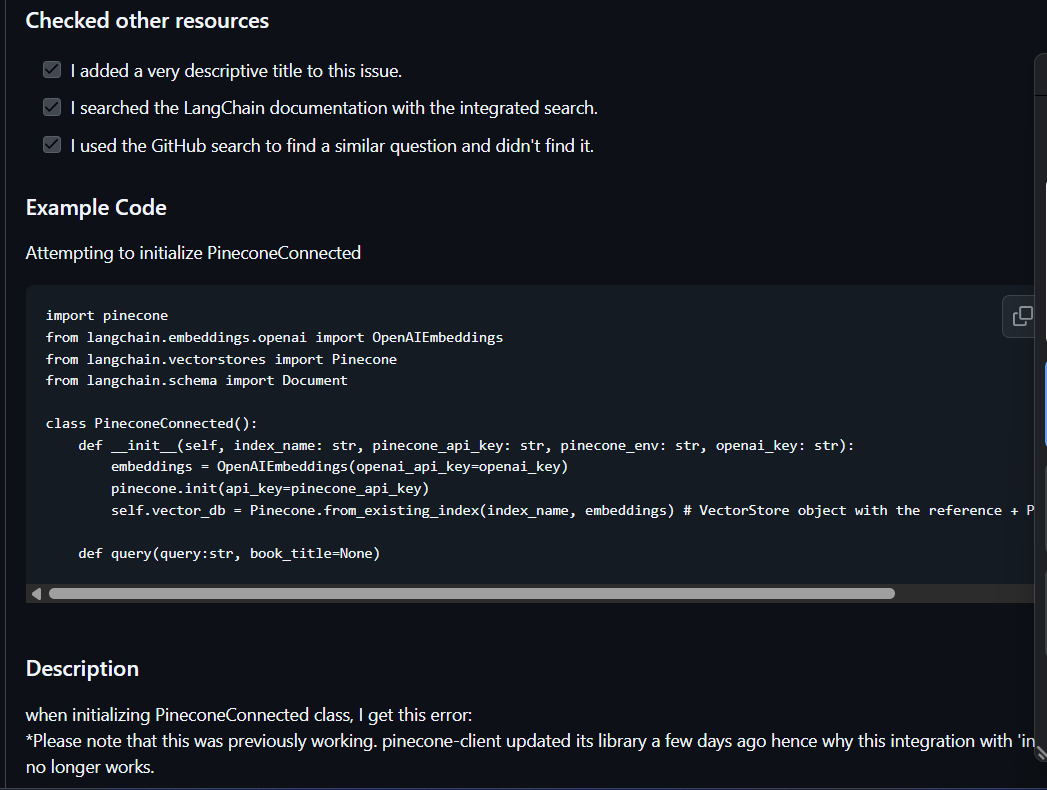 Checked other resources
I added a very descriptive title to this issue.
I searched the LangChain documentation with the integrated search.
I used the GitHub search to find a similar question and didn't find it.
Example Code
Attempting to initialize PineconeConnected
import pinecone
from langchain.embeddings.openai import OpenAIEmbeddings
from langchain.vectorstores import Pinecone
from langchain.schema import Document
class PineconeConnected():
    def __init__(self, index_name: str, pinecone_api_key: str, pinecone_env: str, openai_key: str):
        embeddings = OpenAIEmbeddings(openai_api_key=openai_key)
        pinecone.init(api_key=pinecone_api_key)
        self.vector_db = Pinecone.from_existing_index(index_name, embeddings) # VectorStore object with the reference + P
    def query(query:str, book_title=None)
Description
when initializing PineconeConnected class, I get this error:
*Please note that this was previously working. pinecone-client updated its library a few days ago hence why this integration with 'in
no longer works.